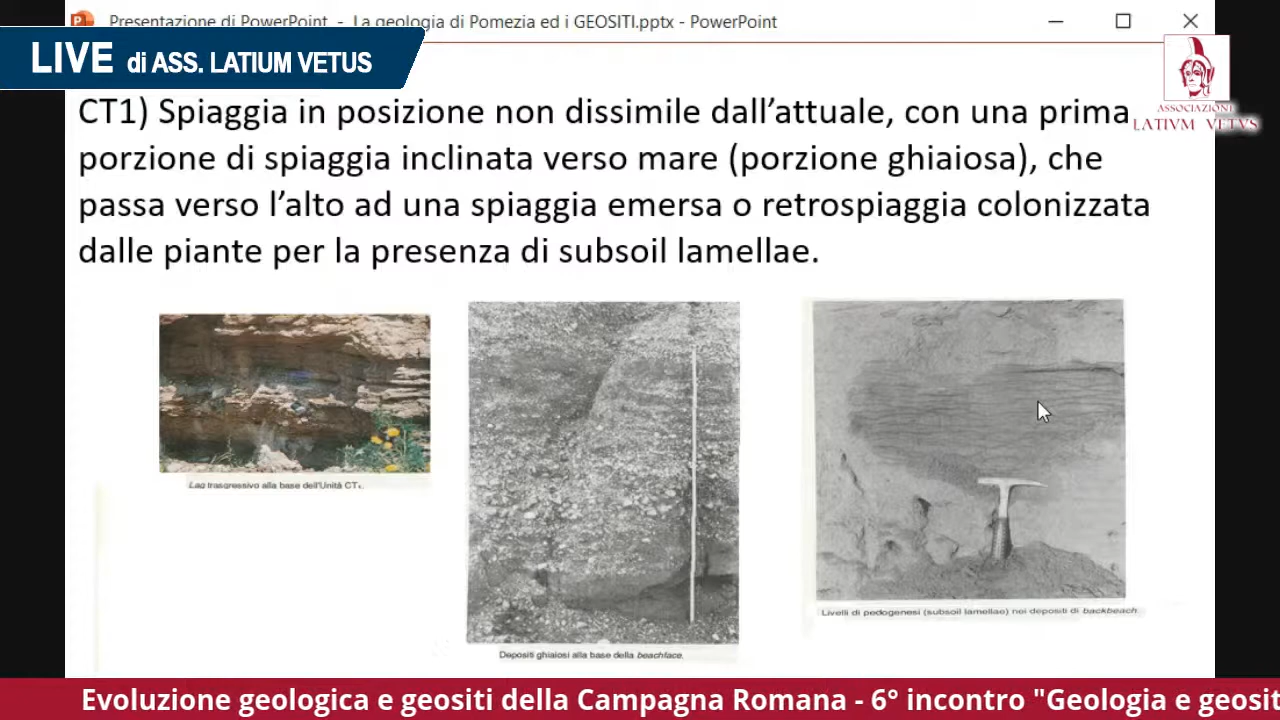 Presentazione di PowerPoint - La geologia di Pomezia ed i GEOSITI.pptx - PowerPoint
LIVE di ASS. LATIUM VETUS
ASSOCIAZIONE
LATIVM VETVS
CT1) Spiaggia in posizione non dissimile dall'attuale, con una prima
porzione di spiaggia inclinata verso mare (porzione ghiaiosa), che
passa verso l'alto ad una spiaggia emersa o retrospiaggia colonizzata
dalle piante per la presenza di subsoil lamellae.
Lag trasgressivo alla base dell'Unità CT₁.
Depositi ghiaiosi alla base della beachface.
Livelli di pedogenesi (subsoil lamellae) nei depositi di backbeach.
Evoluzione geologica e geositi della Campagna Romana - 6° incontro "Geologia e geosit